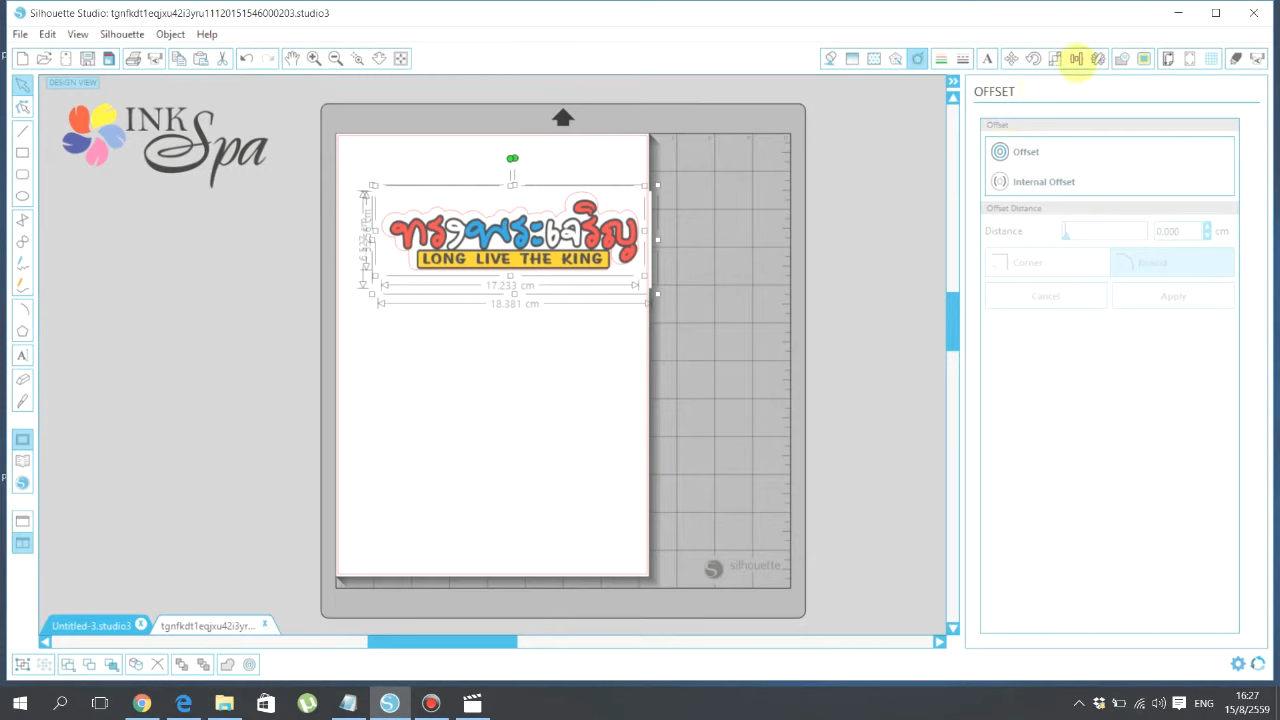 Silhouette Studio: tgnfkdt1eqjxu42i3yru11120151546000203.studio3
File Edit View Silhouette Object Help
DESIGN VIEW
INK
Spa
ทรงพระเจริญ
LONG LIVE THE KING
17.233 cm
18.381 cm
silhouette
OFFSET
Offset
Offset
Internal Offset
Offset Distance
Distance 0.000 cm
Corner
Cancel Apply
Untitled-3.studio3 x tgnfkdt1eqjxu42i3yr... x
ENG
16:27
15/8/2559